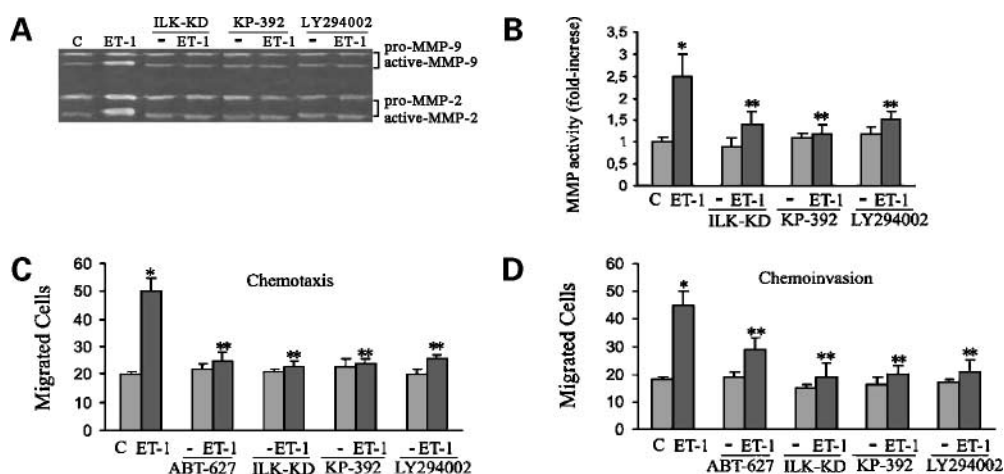 A
ILK-KD KP-392 LY294002
C ET-1 - ET-1 - ET-1 - ET-1
pro-MMP-9
active-MMP-9
pro-MMP-2
active-MMP-2
B
MMP activity (fold-increse)
3,5
3
2,5
2
1,5
1
0,5
0
*
**
**
**
C ET-1 - ET-1 - ET-1 - ET-1
ILK-KD KP-392 LY294002
C
Chemotaxis
Migrated Cells
60
50
40
30
20
10
0
*
**
**
**
**
C ET-1 - ET-1 - ET-1 - ET-1 - ET-1
ABT-627 ILK-KD KP-392 LY294002
D
Chemoinvasion
Migrated Cells
60
50
40
30
20
10
0
*
**
**
**
**
C ET-1 - ET-1 - ET-1 - ET-1 - ET-1
ABT-627 ILK-KD KP-392 LY294002